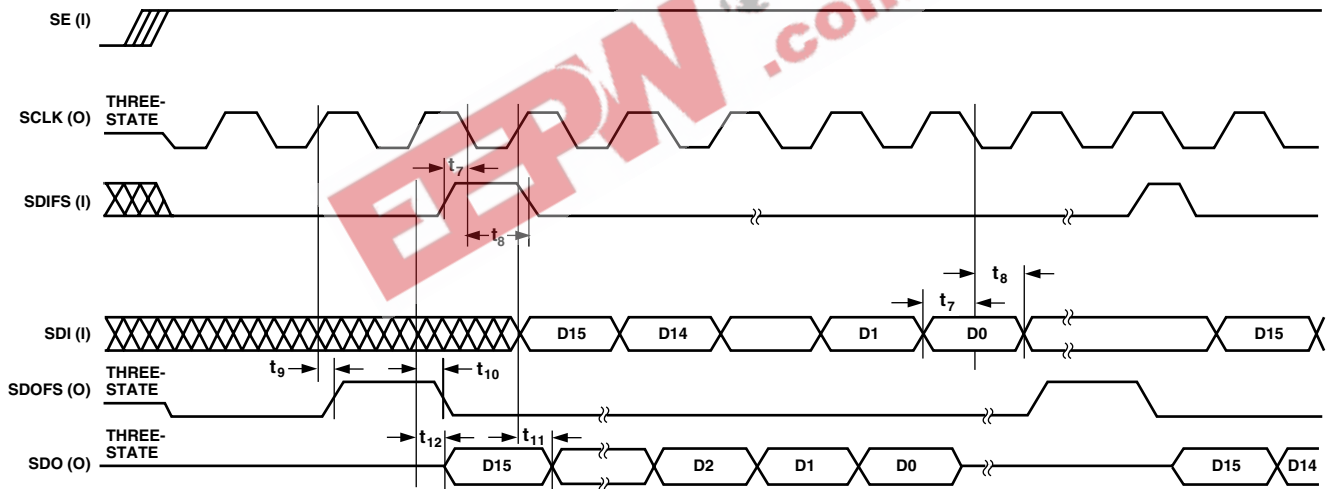 SE (I)
THREE-
STATE
SCLK (O)
t7
SDIFS (I)
t8
t8
t7
SDI (I)
D15
D14
D1
D0
D15
t9
THREE-
STATE
t10
SDOFS (O)
THREE-
STATE
t12
t11
SDO (O)
D15
D2
D1
D0
D15
D14
EEPW
.com